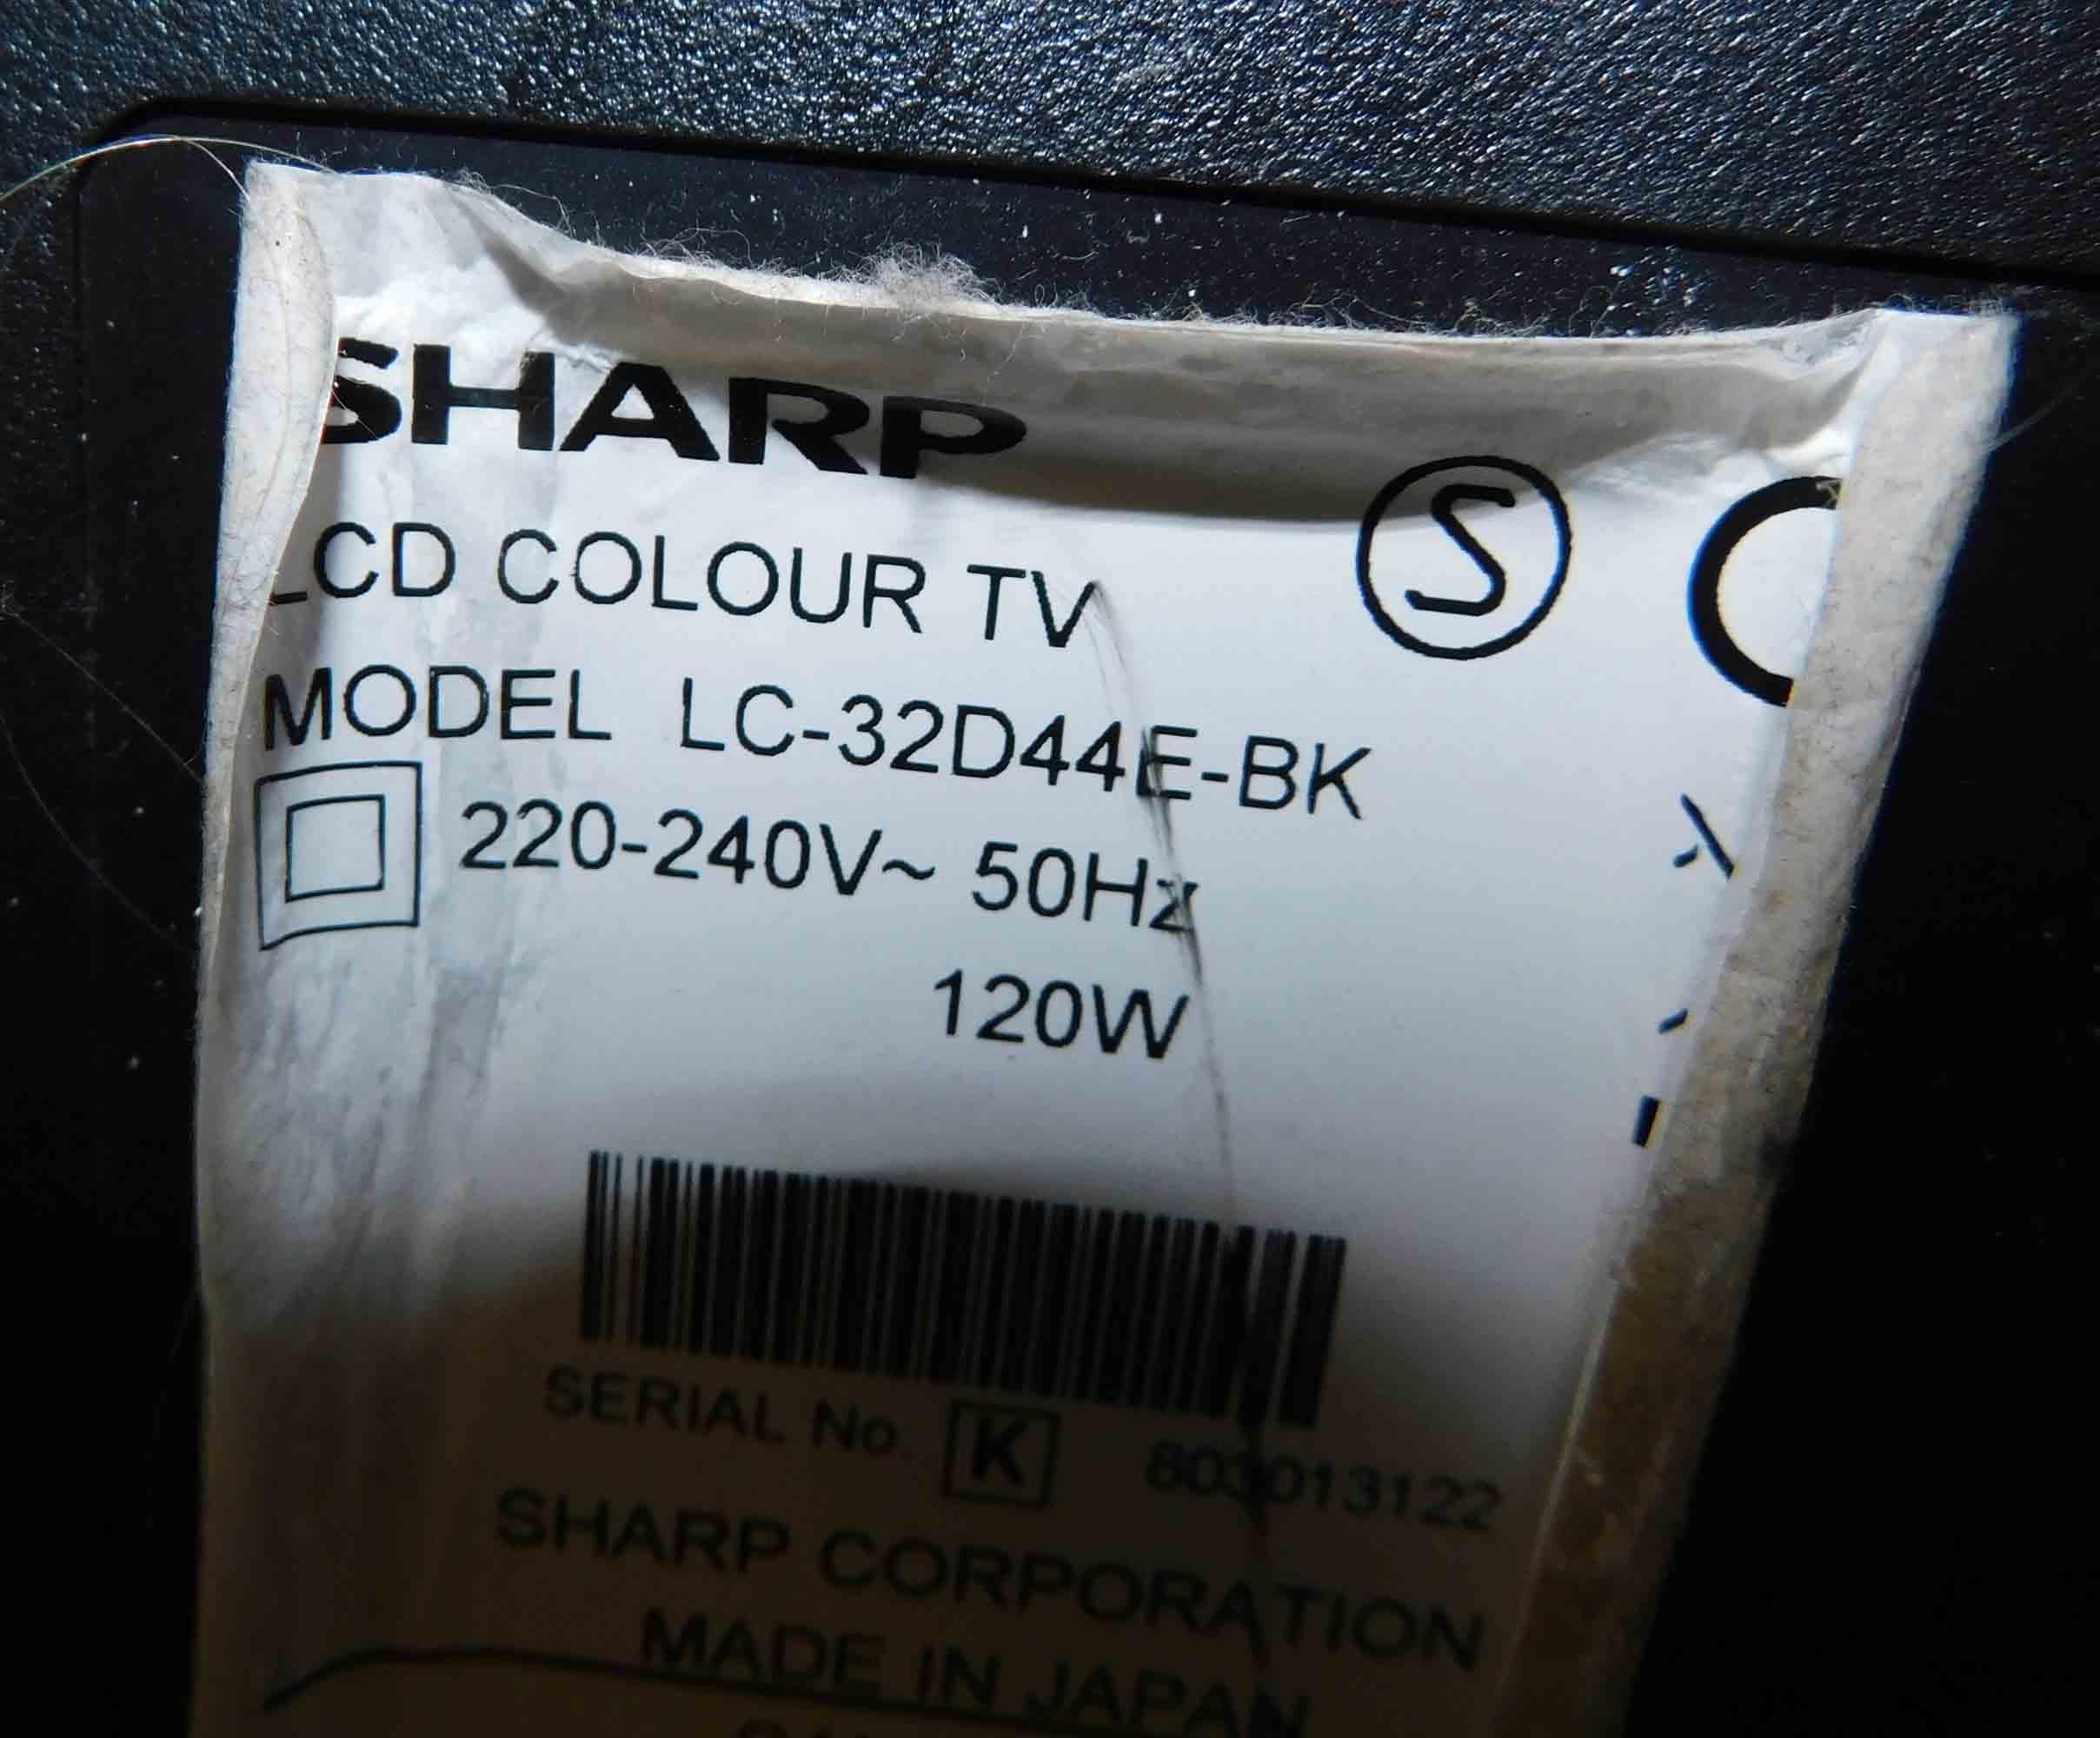 SHARP
S
LCD COLOUR TV
MODEL LC-32D44E-BK
220-240V~ 50Hz
120W
SERIAL No. K 803013122
SHARP CORPORATION
MADE IN JAPAN